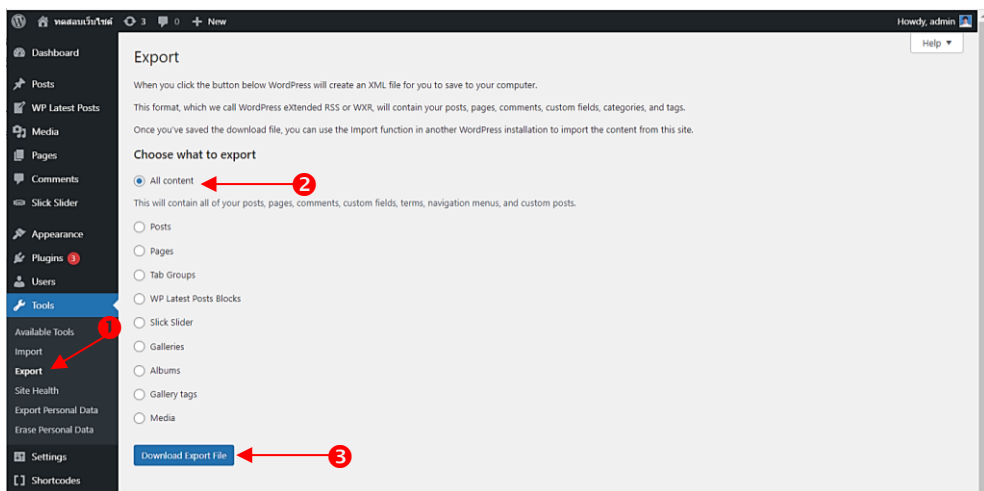 ทดสอบเว็บไซต์ 3 0 + New Howdy, admin
Help ▼
Dashboard
Posts
WP Latest Posts
Media
Pages
Comments
Slick Slider
Appearance
Plugins 3
Users
Tools
Available Tools
Import
Export
Site Health
Export Personal Data
Erase Personal Data
Settings
[ ] Shortcodes
1
Export
When you click the button below WordPress will create an XML file for you to save to your computer.
This format, which we call WordPress eXtended RSS or WXR, will contain your posts, pages, comments, custom fields, categories, and tags.
Once you've saved the download file, you can use the Import function in another WordPress installation to import the content from this site.
Choose what to export
All content 2
This will contain all of your posts, pages, comments, custom fields, terms, navigation menus, and custom posts.
Posts
Pages
Tab Groups
WP Latest Posts Blocks
Slick Slider
Galleries
Albums
Gallery tags
Media
Download Export File 3